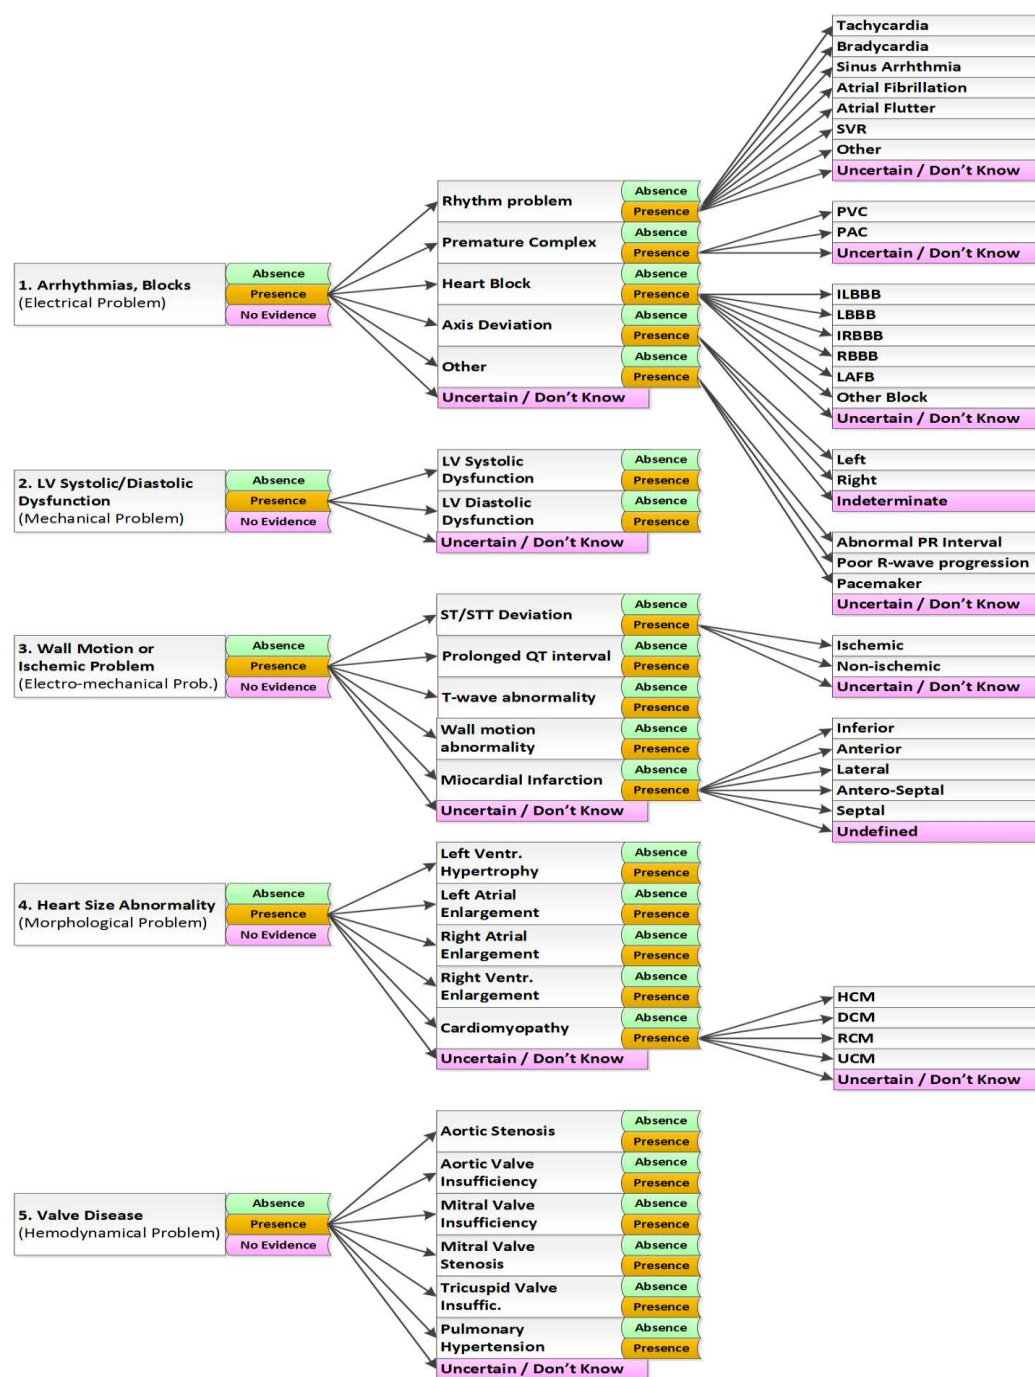 Tachycardia
Bradycardia
Sinus Arrhthmia
Atrial Fibrillation
Atrial Flutter
SVR
Other
Uncertain / Don't Know
Rhythm problem
Absence
Presence
Premature Complex
Absence
Presence
PVC
PAC
Uncertain / Don't Know
1. Arrhythmias, Blocks
(Electrical Problem)
Absence
Presence
No Evidence
Heart Block
Absence
Presence
ILBBB
LBBB
IRBBB
RBBB
LAFB
Other Block
Uncertain / Don't Know
Axis Deviation
Absence
Presence
Left
Right
Indeterminate
Other
Absence
Presence
Abnormal PR Interval
Poor R-wave progression
Pacemaker
Uncertain / Don't Know
Uncertain / Don't Know
2. LV Systolic/Diastolic
Dysfunction
(Mechanical Problem)
Absence
Presence
No Evidence
LV Systolic
Dysfunction
Absence
Presence
LV Diastolic
Dysfunction
Absence
Presence
Uncertain / Don't Know
3. Wall Motion or
Ischemic Problem
(Electro-mechanical Prob.)
Absence
Presence
No Evidence
ST/STT Deviation
Absence
Presence
Ischemic
Non-ischemic
Uncertain / Don't Know
Prolonged QT interval
Absence
Presence
T-wave abnormality
Absence
Presence
Wall motion
abnormality
Absence
Presence
Miocardial Infarction
Absence
Presence
Inferior
Anterior
Lateral
Antero-Septal
Septal
Undefined
Uncertain / Don't Know
4. Heart Size Abnormality
(Morphological Problem)
Absence
Presence
No Evidence
Left Ventr.
Hypertrophy
Absence
Presence
Left Atrial
Enlargement
Absence
Presence
Right Atrial
Enlargement
Absence
Presence
Right Ventr.
Enlargement
Absence
Presence
Cardiomyopathy
Absence
Presence
HCM
DCM
RCM
UCM
Uncertain / Don't Know
Uncertain / Don't Know
5. Valve Disease
(Hemodynamical Problem)
Absence
Presence
No Evidence
Aortic Stenosis
Absence
Presence
Aortic Valve
Insufficiency
Absence
Presence
Mitral Valve
Insufficiency
Absence
Presence
Mitral Valve
Stenosis
Absence
Presence
Tricuspid Valve
Insuffic.
Absence
Presence
Pulmonary
Hypertension
Absence
Presence
Uncertain / Don't Know